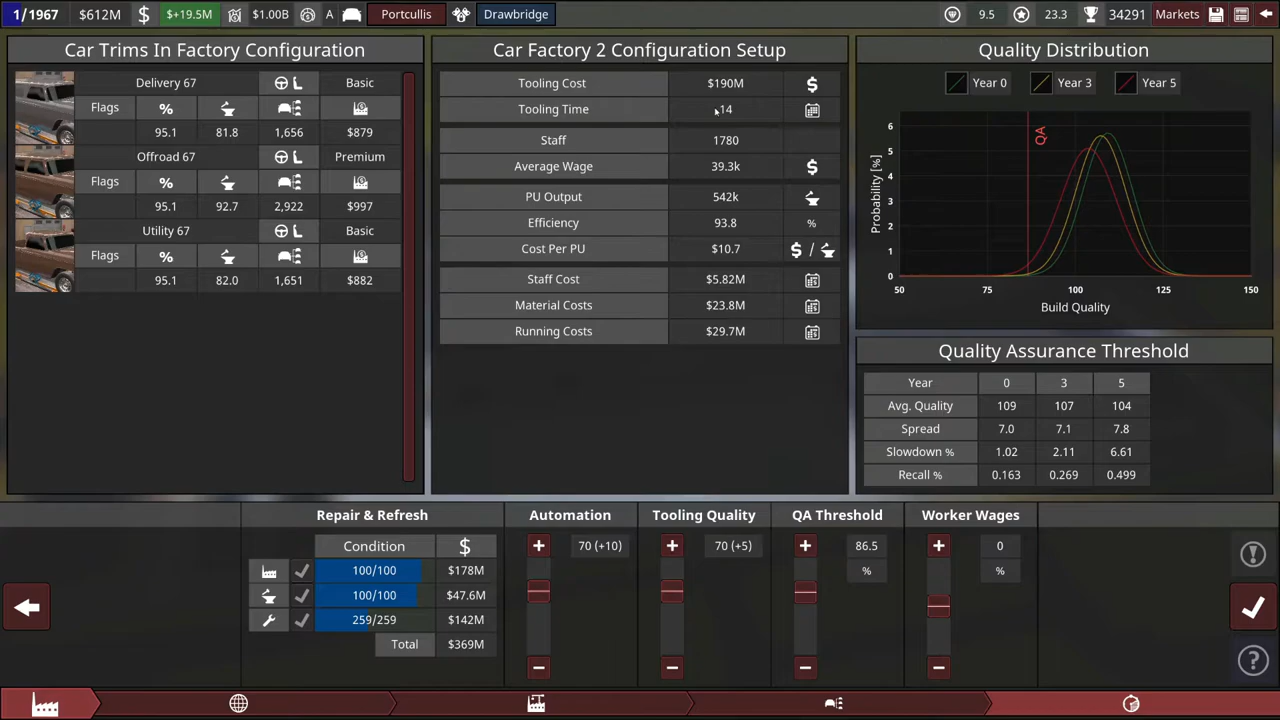 1/1967 $612M $+19.5M $1.00B A Portcullis Drawbridge 9.5 23.3 34291 Markets
Car Trims In Factory Configuration
Delivery 67 Basic
Flags %
95.1 81.8 1,656 $879
Offroad 67 Premium
Flags %
95.1 92.7 2,922 $997
Utility 67 Basic
Flags %
95.1 82.0 1,651 $882
Car Factory 2 Configuration Setup
Tooling Cost $190M $
Tooling Time 14
Staff 1780
Average Wage 39.3k $
PU Output 542k
Efficiency 93.8 %
Cost Per PU $10.7 $ /
Staff Cost $5.82M
Material Costs $23.8M
Running Costs $29.7M
Quality Distribution
Year 0 Year 3 Year 5
QA
Probability [%]
6
5
4
3
2
1
0
50 75 100 125 150
Build Quality
Quality Assurance Threshold
Year 0 3 5
Avg. Quality 109 107 104
Spread 7.0 7.1 7.8
Slowdown % 1.02 2.11 6.61
Recall % 0.163 0.269 0.499
Repair & Refresh
Condition $
100/100 $178M
100/100 $47.6M
259/259 $142M
Total $369M
Automation
+ 70 (+10)
−
Tooling Quality
+ 70 (+5)
−
QA Threshold
+ 86.5
%
−
Worker Wages
+ 0
%
−
!
?